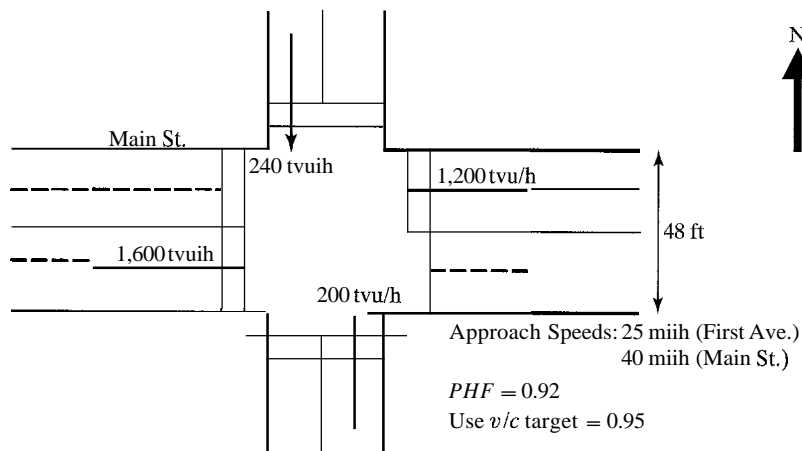 N
Main St.
240 tvuih
1,200 tvu/h
48 ft
1,600 tvuih
200 tvu/h
Approach Speeds: 25 miih (First Ave.)
40 miih (Main St.)
PHF = 0.92
Use v/c target = 0.95